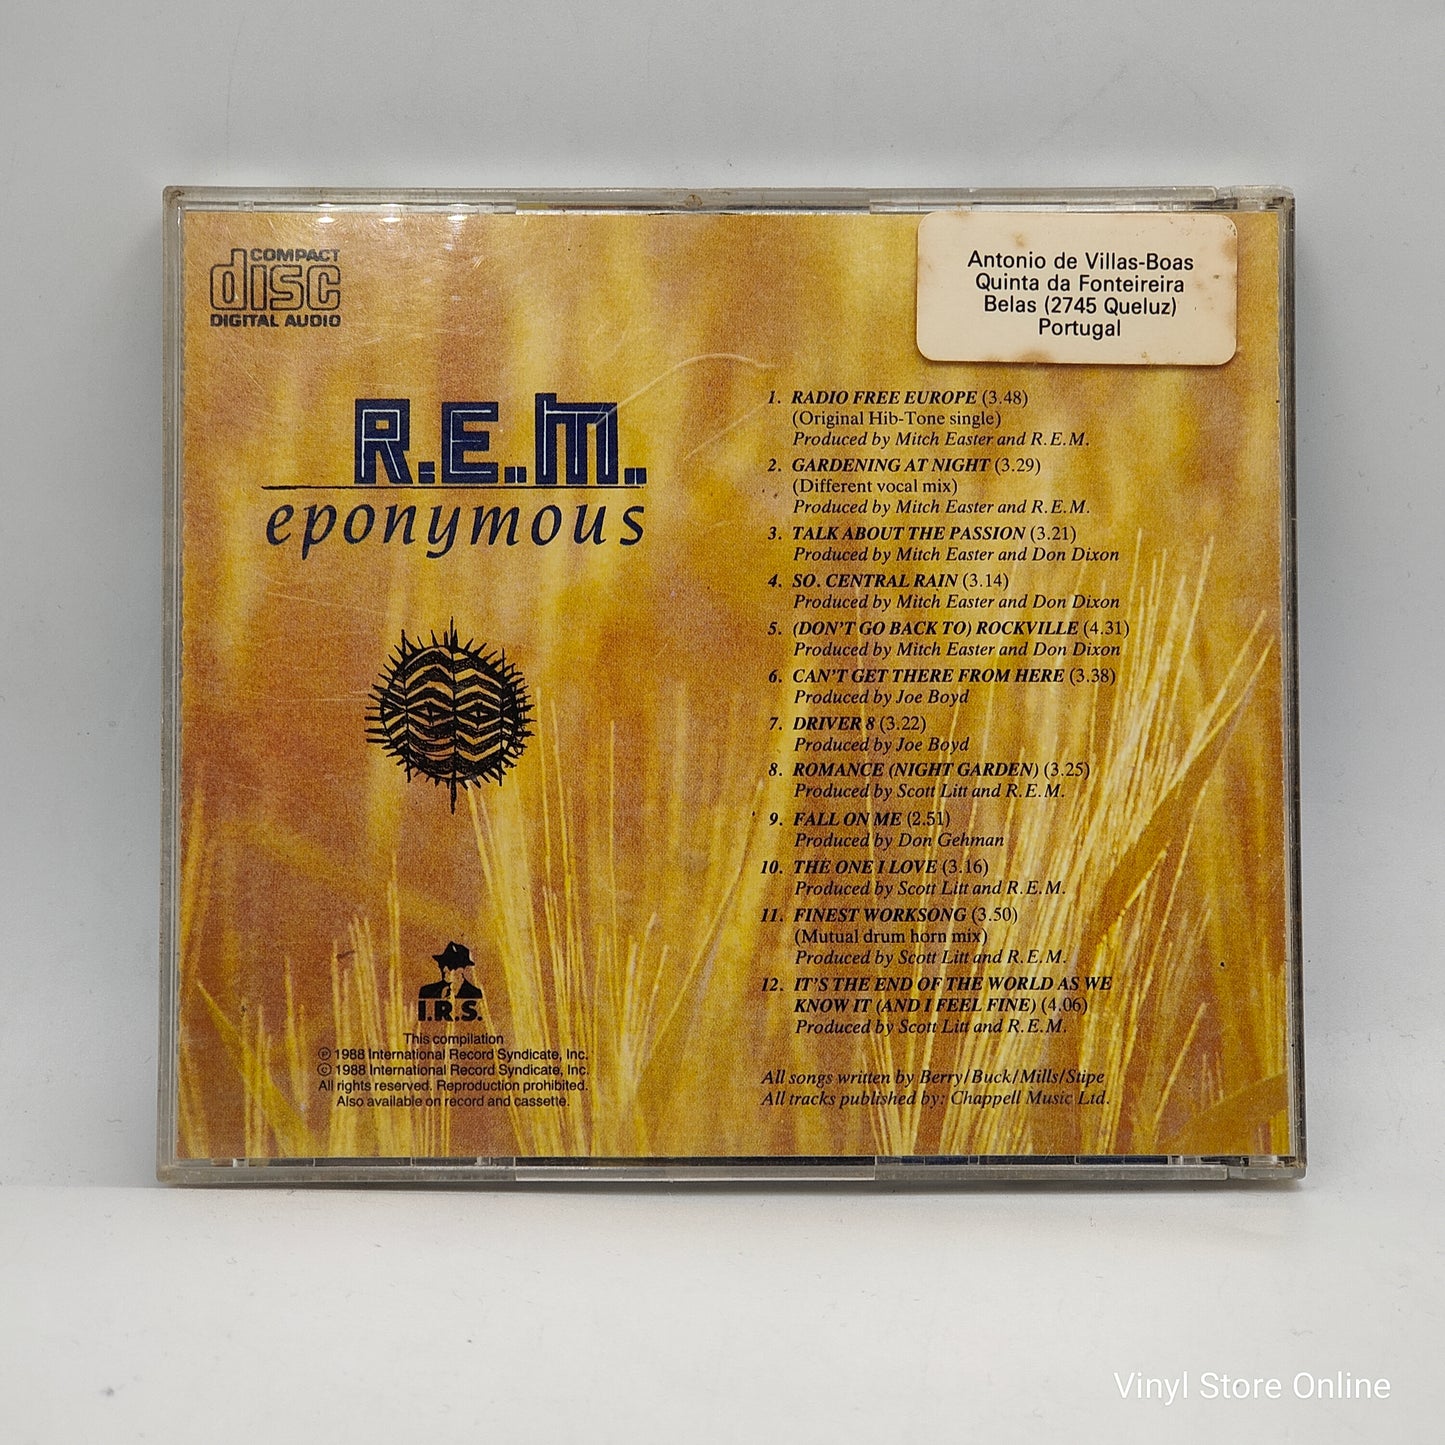 COMPACT
disc
DIGITAL AUDIO
Antonio de Villas-Boas
Quinta da Fonteireira
Belas (2745 Queluz)
Portugal
R.E.M.
eponymous
1. RADIO FREE EUROPE (3.48)
(Original Hib-Tone single)
Produced by Mitch Easter and R.E.M.
2. GARDENING AT NIGHT (3.29)
(Different vocal mix)
Produced by Mitch Easter and R.E.M.
3. TALK ABOUT THE PASSION (3.21)
Produced by Mitch Easter and Don Dixon
4. SO. CENTRAL RAIN (3.14)
Produced by Mitch Easter and Don Dixon
5. (DON'T GO BACK TO) ROCKVILLE (4.31)
Produced by Mitch Easter and Don Dixon
6. CAN'T GET THERE FROM HERE (3.38)
Produced by Joe Boyd
7. DRIVER 8 (3.22)
Produced by Joe Boyd
8. ROMANCE (NIGHT GARDEN) (3.25)
Produced by Scott Litt and R.E.M.
9. FALL ON ME (2.51)
Produced by Don Gehman
10. THE ONE I LOVE (3.16)
Produced by Scott Litt and R.E.M.
11. FINEST WORKSONG (3.50)
(Mutual drum horn mix)
Produced by Scott Litt and R.E.M.
12. IT'S THE END OF THE WORLD AS WE
KNOW IT (AND I FEEL FINE) (4.06)
Produced by Scott Litt and R.E.M.
All songs written by Berry/Buck/Mills/Stipe
All tracks published by: Chappell Music Ltd.
I.R.S.
This compilation
℗ 1988 International Record Syndicate, Inc.
© 1988 International Record Syndicate, Inc.
All rights reserved. Reproduction prohibited.
Also available on record and cassette.
Vinyl Store Online